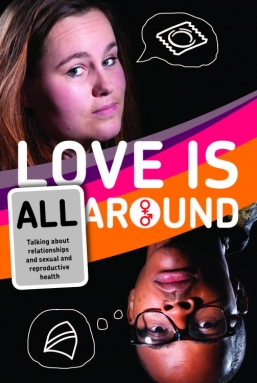 LOVE IS
ALL AROUND
Talking about
relationships
and sexual and
reproductive
health